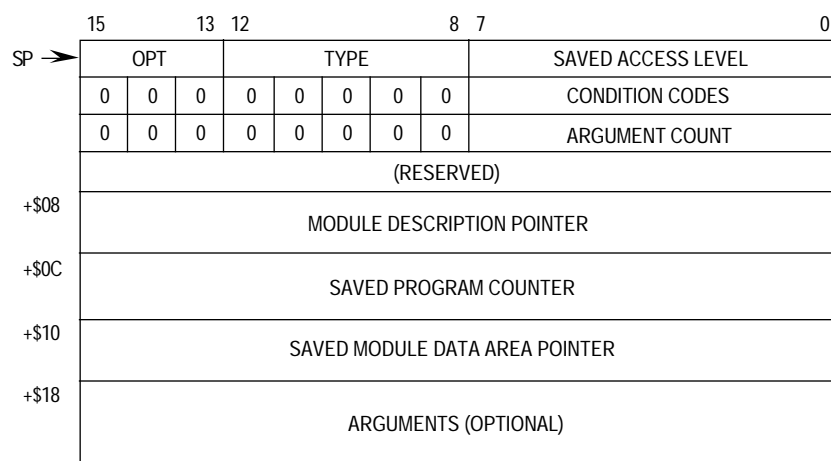 15 13 12 8 7 0
SP OPT TYPE SAVED ACCESS LEVEL
0 0 0 0 0 0 0 0 CONDITION CODES
0 0 0 0 0 0 0 0 ARGUMENT COUNT
(RESERVED)
+$08
MODULE DESCRIPTION POINTER
+$0C
SAVED PROGRAM COUNTER
+$10
SAVED MODULE DATA AREA POINTER
+$18
ARGUMENTS (OPTIONAL)